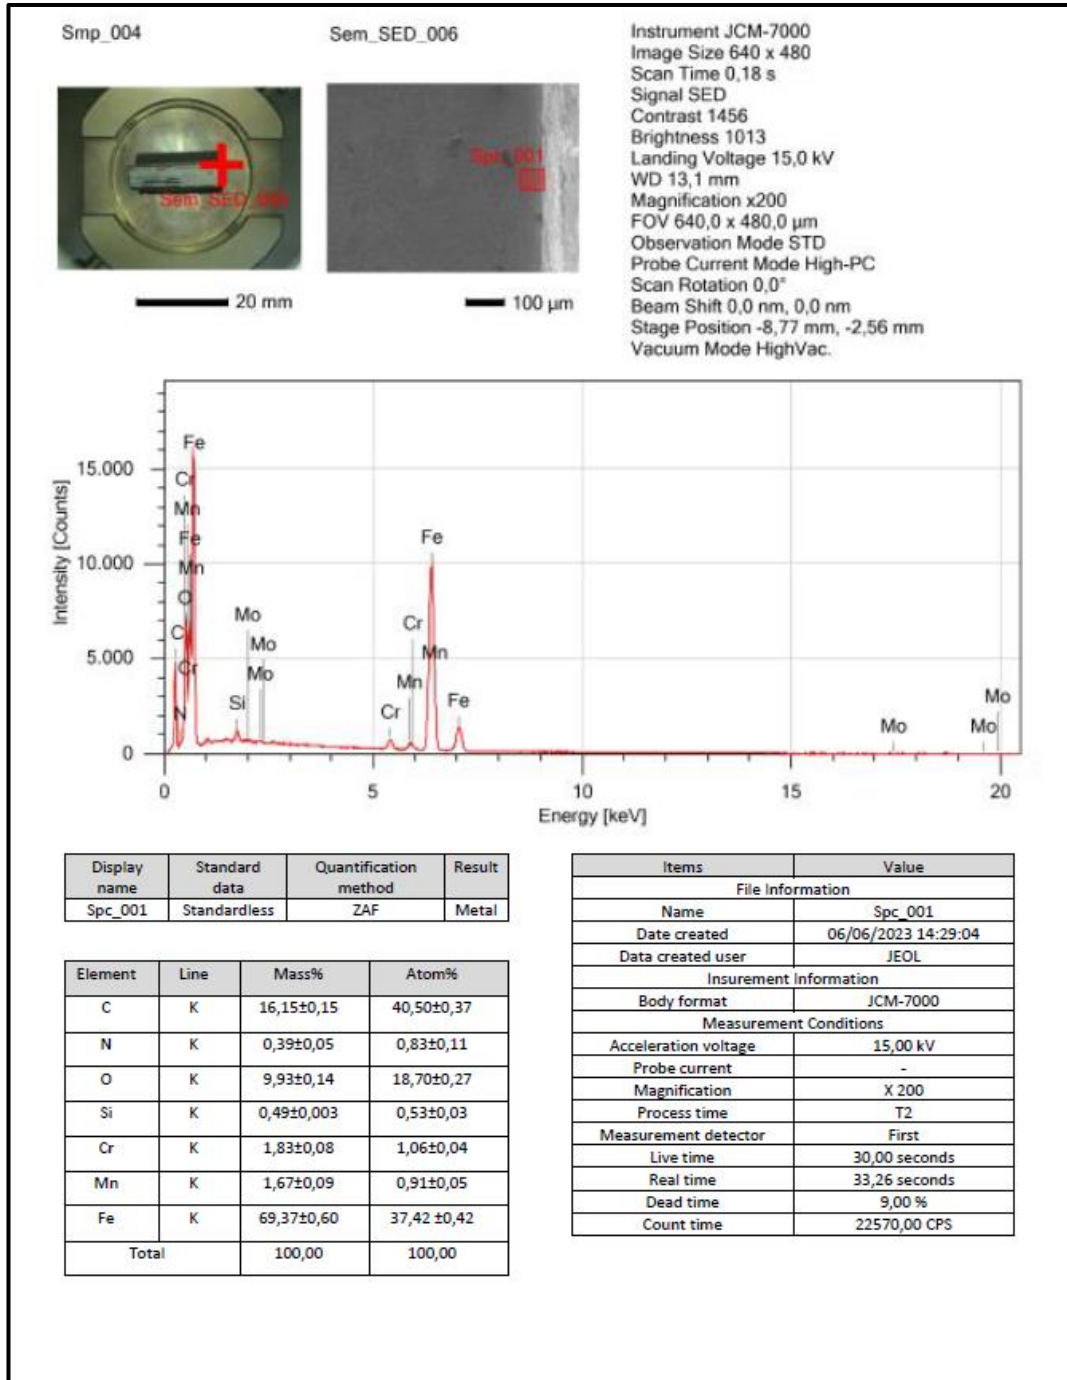 Smp_004
Sem_SED_006
Instrument JCM-7000
Image Size 640 x 480
Scan Time 0,18 s
Signal SED
Contrast 1456
Brightness 1013
Landing Voltage 15,0 kV
WD 13,1 mm
Magnification x200
FOV 640,0 x 480,0 µm
Observation Mode STD
Probe Current Mode High-PC
Scan Rotation 0,0°
Beam Shift 0,0 nm, 0,0 nm
Stage Position -8,77 mm, -2,56 mm
Vacuum Mode HighVac.
Spc_001
20 mm
100 µm
Intensity [Counts]
15.000
10.000
5.000
0
Fe
Cr
Mn
Fe
Mn
O
C
Cr
N
Si
Mo
Mo
Mo
Cr
Mn
Cr
Fe
Mn
Fe
Mo
Mo
Mo
0 5 10 15 20
Energy [keV]
Display name Standard data Quantification method Result
Spc_001 Standardless ZAF Metal
Element Line Mass% Atom%
C K 16,15±0,15 40,50±0,37
N K 0,39±0,05 0,83±0,11
O K 9,93±0,14 18,70±0,27
Si K 0,49±0,003 0,53±0,03
Cr K 1,83±0,08 1,06±0,04
Mn K 1,67±0,09 0,91±0,05
Fe K 69,37±0,60 37,42 ±0,42
Total 100,00 100,00
Items Value
File Information
Name Spc_001
Date created 06/06/2023 14:29:04
Data created user JEOL
Insurement Information
Body format JCM-7000
Measurement Conditions
Acceleration voltage 15,00 kV
Probe current -
Magnification X 200
Process time T2
Measurement detector First
Live time 30,00 seconds
Real time 33,26 seconds
Dead time 9,00 %
Count time 22570,00 CPS